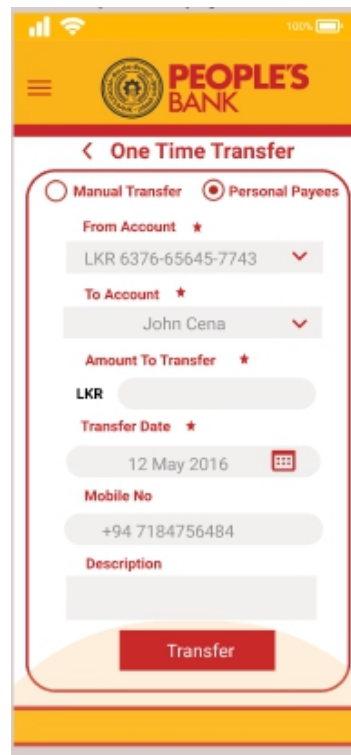 100%
PEOPLE'S
BANK
One Time Transfer
Manual Transfer Personal Payees
From Account ★
LKR 6376-65645-7743
To Account ★
John Cena
Amount To Transfer ★
LKR
Transfer Date ★
12 May 2016
Mobile No
+94 7184756484
Description
Transfer